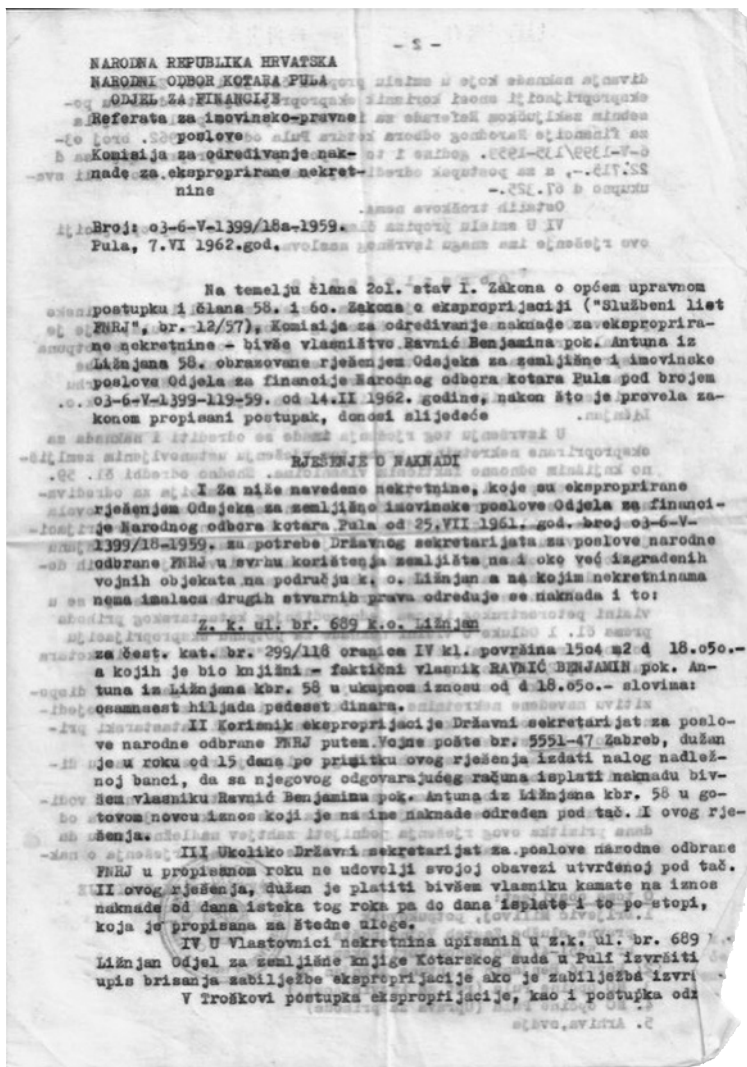 NARODNA REPUBLIKA HRVATSKA
NARODNI ODBOR KOTARA PULA
ODJEL ZA FINANCIJE
Referata za imovinsko-pravne
poslove
Komisija za određivanje nak-
nade za eksproprirane nekret-
nine
Broj: o3-6-V-1399/18a-1959.
Pula, 7.VI 1962.god.
Na temelju člana 2o1. stav I. Zakona o općem upravnom
postupku i člana 58. i 6o. Zakona o eksproprijaciji ("Službeni list
FNRJ", br. 12/57), Komisija za određivanje naknade za eksproprira-
ne nekretnine - bivše vlasništvo Ravnić Benjamina pok. Antuna iz
Ližnjana 58. obrazovane rješenjem Odsjeka za zemljišne i imovinske
poslove Odjela za financije Narodnog odbora kotara Pula pod brojem
o3-6-V-1399-119-59. od 14.II 1962. godine, nakon što je provela za-
konom propisani postupak, donosi slijedeće
RJEŠENJE O NAKNADI
I Za niže navedene nekretnine, koje su eksproprirane
rješenjem Odsjeka za zemljišno imovinske poslove Odjela za financi-
je Narodnog odbora kotara Pula od 25.VII 1961. god. broj o3-6-V-
1399/18-1959. za potrebe Državnog sekretarijata za poslove narodne
odbrane FNRJ u svrhu korištenja zemljišta na i oko već izgrađenih
vojnih objekata na području k. o. Ližnjan a na kojim nekretninama
nema imalaca drugih stvarnih prava određuje se naknada i to:
Z. k. ul. br. 689 k.o. Ližnjan
za čest. kat. br. 299/118 oranica IV kl. površina 15o4 m2 d 18.o5o.-
a kojih je bio knjižni - faktični vlasnik RAVNIĆ BENJAMIN pok. An-
tuna iz Ližnjana kbr. 58 u ukupnom iznosu od d 18.o5o.- slovima:
osamnaest hiljada pedeset dinara.
II Korisnik eksproprijacije Državni sekretarijat za poslo-
ve narodne odbrane FNRJ putem Vojne pošte br. 5551-47 Zabreb, dužan
je u roku od 15 dana po primitku ovog rješenja izdati nalog nadlež-
noj banci, da sa njegovog odgovarajućeg računa isplati naknadu biv-
šem vlasniku Ravnić Benjaminu pok. Antuna iz Ližnjana kbr. 58 u go-
tovom novcu iznos koji je na ime naknade određen pod tač. I ovog rje-
šenja.
III Ukoliko Državni sekretarijat za poslove narodne odbrane
FNRJ u propisanom roku ne udovolji svojoj obavezi utvrđenoj pod tač.
II ovog rješenja, dužan je platiti bivšem vlasniku kamate na iznos
naknade od dana isteka tog roka pa do dana isplate i to po stopi,
koja je propisana za štedne uloge.
IV U Vlastovnici nekretnina upisanih u z.k. ul. br. 689
Ližnjan Odjel za zemljišne knjige Kotarskog suda u Puli izvršiti
upis brisanja zabilježbe eksproprijacije ako je zabilježba izvr
V Troškovi postupka eksproprijacije, kao i postupka od